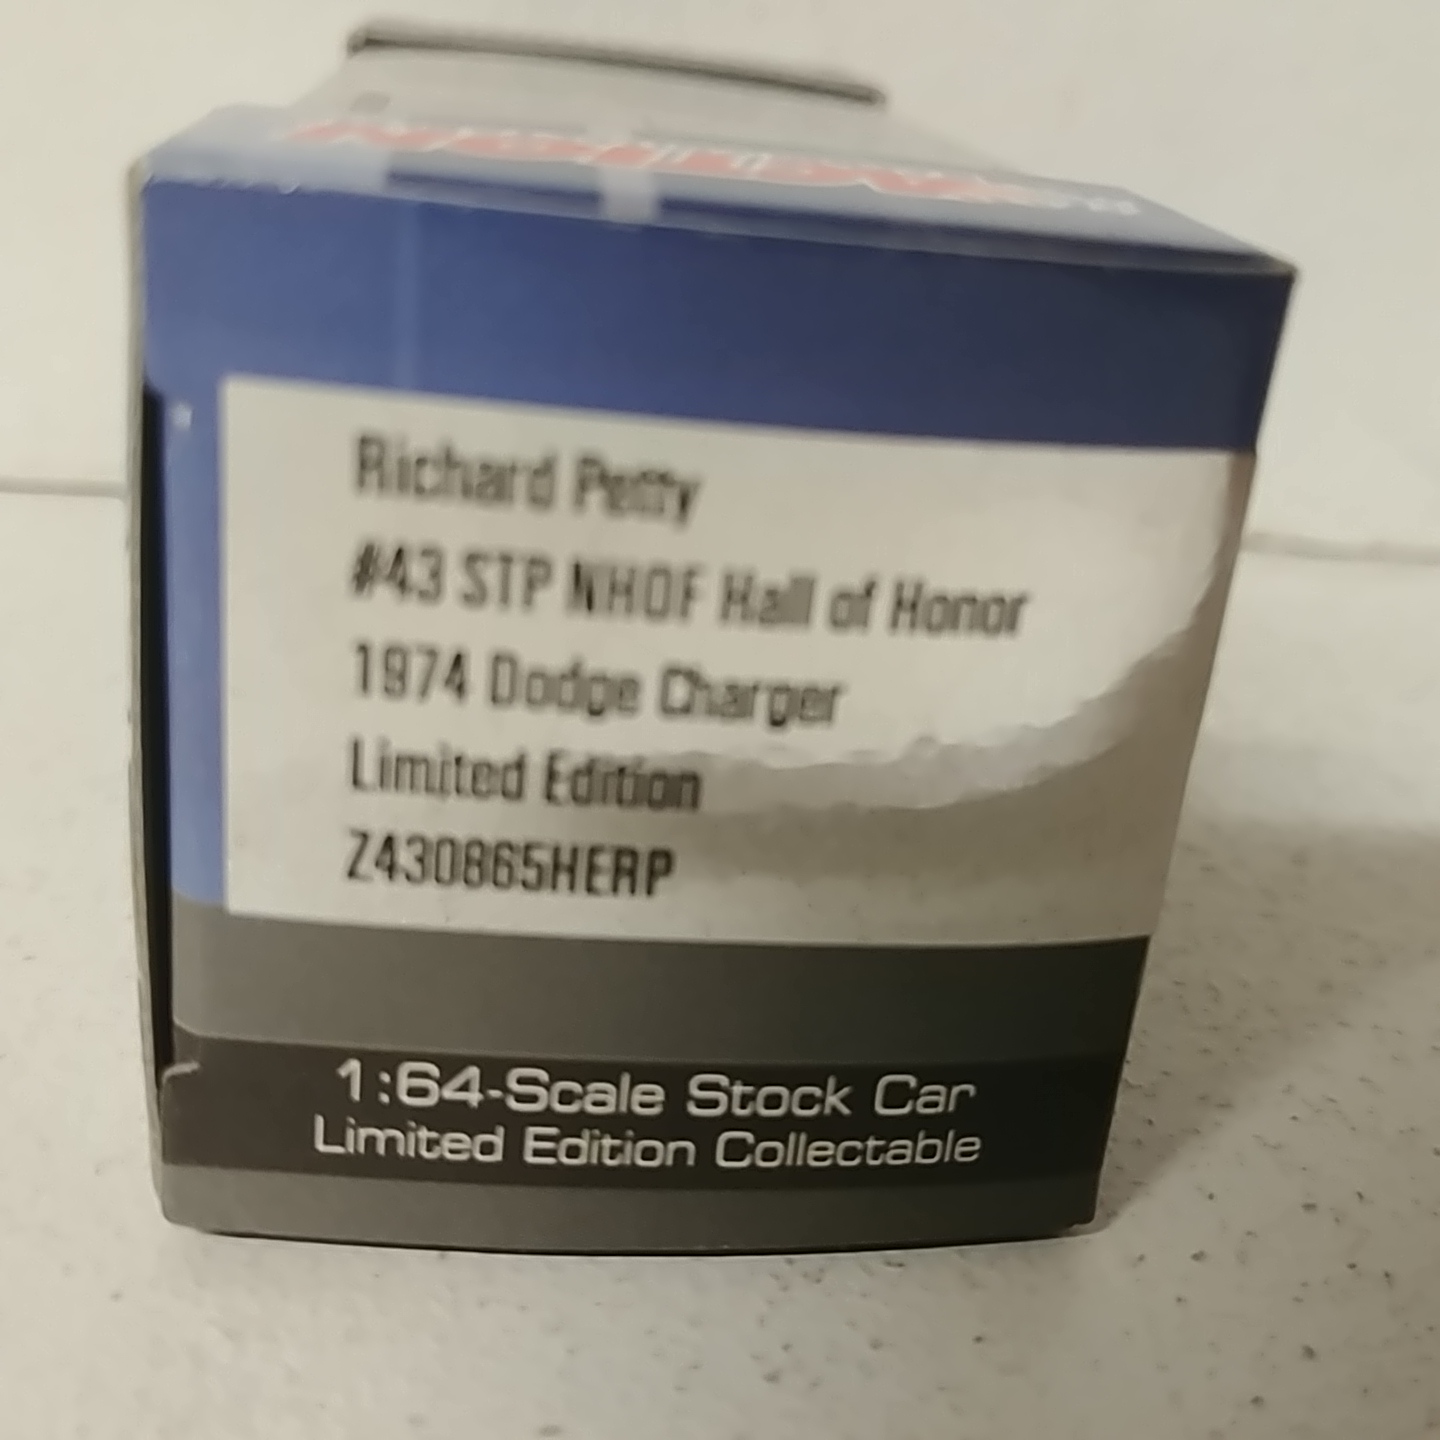 ACTION
Richard Petty
#43 STP NHOF Hall of Honor
1974 Dodge Charger
Limited Edition
Z430865HERP
1:64-Scale Stock Car
Limited Edition Collectable